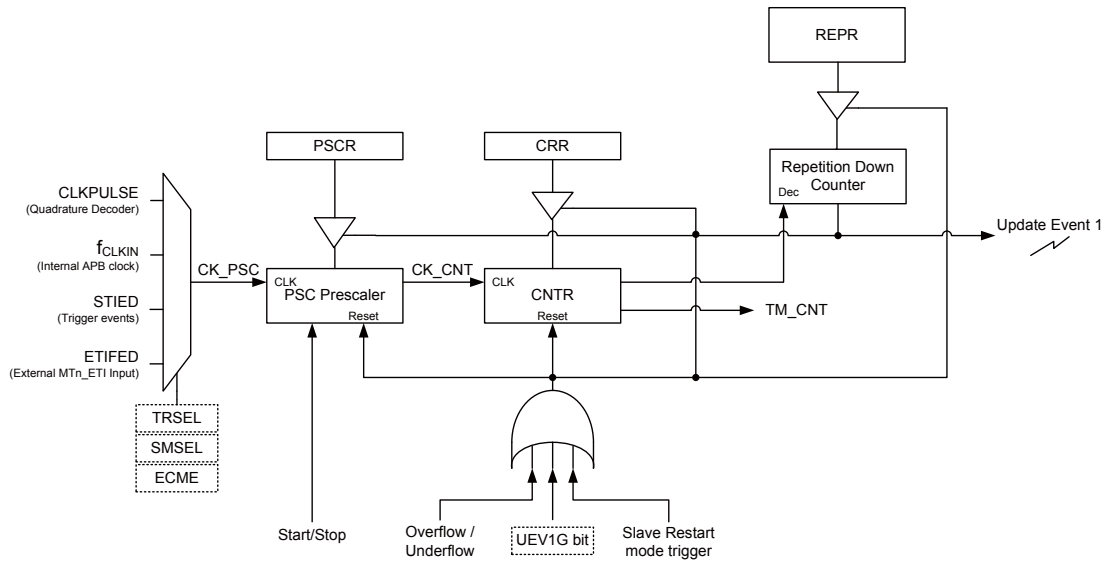 REPR
PSCR
CRR
Repetition Down
Counter
Dec
CLKPULSE
(Quadrature Decoder)
fCLKIN
(Internal APB clock)
STIED
(Trigger events)
ETIFED
(External MTn_ETI Input)
CK_PSC
CLK
PSC Prescaler
Reset
CK_CNT
CLK
CNTR
Reset
Update Event 1
TM_CNT
TRSEL
SMSEL
ECME
Start/Stop
Overflow /
Underflow
UEV1G bit
Slave Restart
mode trigger